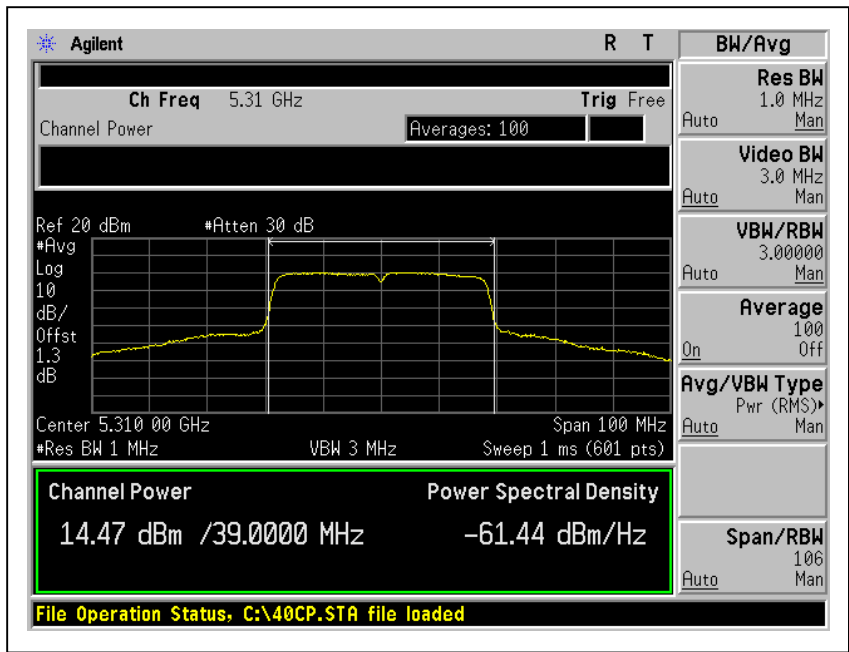 Agilent R T
Ch Freq 5.31 GHz Trig Free
Channel Power Averages: 100
Ref 20 dBm #Atten 30 dB
#Avg
Log
10
dB/
Offst
1.3
dB
Center 5.310 00 GHz Span 100 MHz
#Res BW 1 MHz VBW 3 MHz Sweep 1 ms (601 pts)
Channel Power Power Spectral Density
14.47 dBm /39.0000 MHz -61.44 dBm/Hz
File Operation Status, C:\40CP.STA file loaded
BW/Avg
Res BW
1.0 MHz
Auto Man
Video BW
3.0 MHz
Auto Man
VBW/RBW
3.00000
Auto Man
Average
100
On Off
Avg/VBW Type
Pwr (RMS)▸
Auto Man
Span/RBW
106
Auto Man